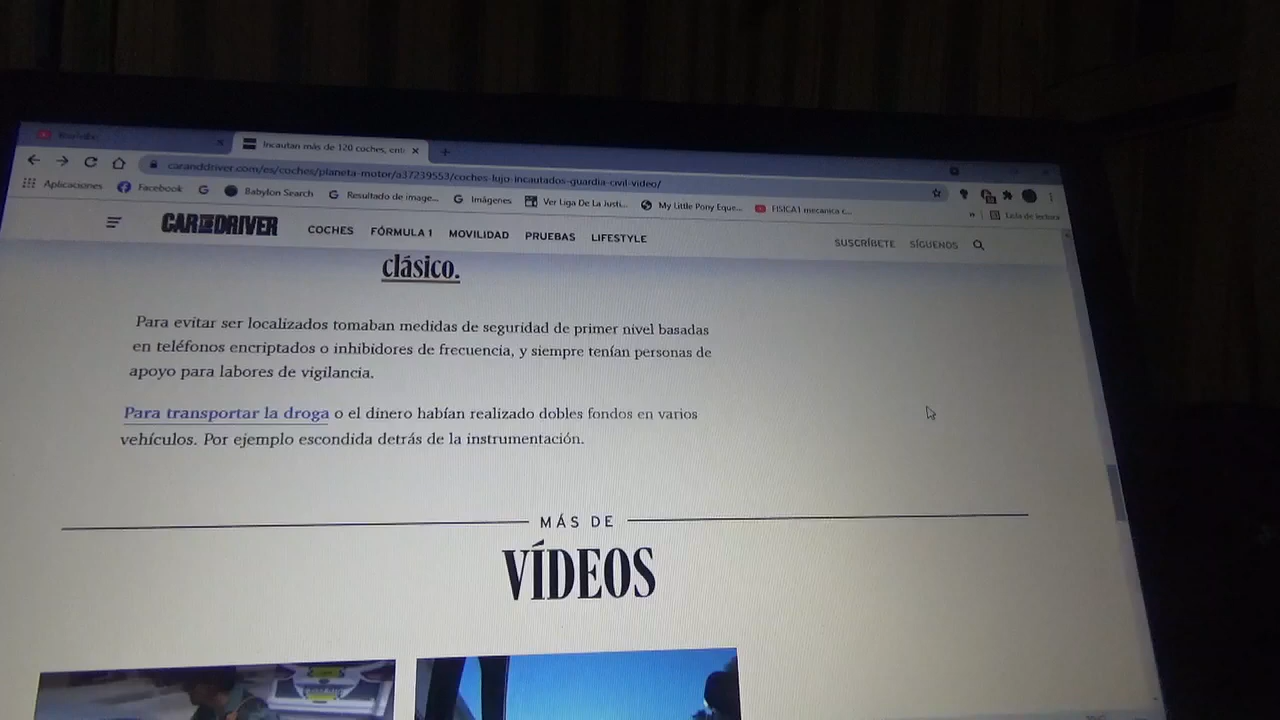 Incautan más de 120 coches, entr
caranddriver.com/es/coches/planeta-motor/a37239553/coches-lujo-incautados-guardia-civil-video/
Aplicaciones Facebook Babylon Search Resultado de image... Imágenes Ver Liga De La Justi... My Little Pony Eque... FISICA1 mecanica c...
» Lista de lectura
CAR AND DRIVER COCHES FÓRMULA 1 MOVILIDAD PRUEBAS LIFESTYLE SUSCRÍBETE SÍGUENOS
clásico.
Para evitar ser localizados tomaban medidas de seguridad de primer nivel basadas
en teléfonos encriptados o inhibidores de frecuencia, y siempre tenían personas de
apoyo para labores de vigilancia.
Para transportar la droga o el dinero habían realizado dobles fondos en varios
vehículos. Por ejemplo escondida detrás de la instrumentación.
MÁS DE
VÍDEOS